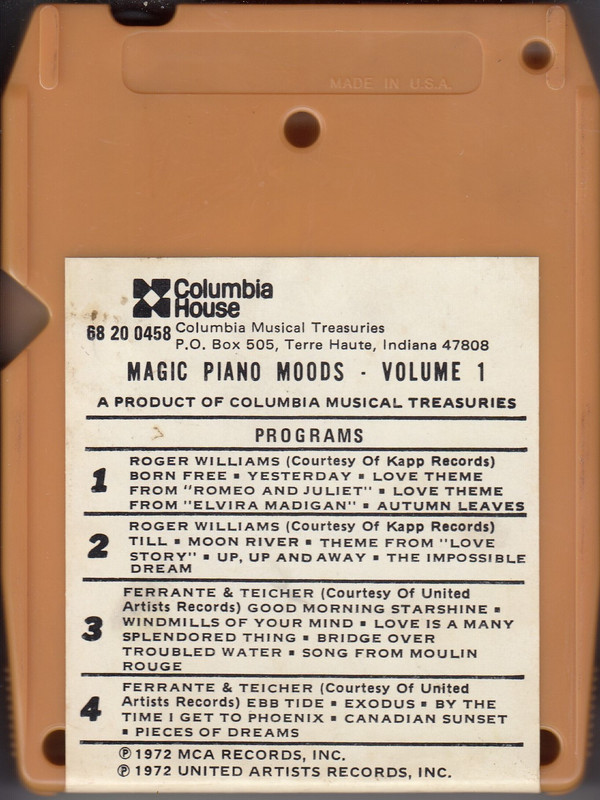 MADE IN U.S.A.
Columbia
House
68 20 0458 Columbia Musical Treasuries
P.O. Box 505, Terre Haute, Indiana 47808
MAGIC PIANO MOODS - VOLUME 1
A PRODUCT OF COLUMBIA MUSICAL TREASURIES
PROGRAMS
1
ROGER WILLIAMS (Courtesy Of Kapp Records)
BORN FREE ▪ YESTERDAY ▪ LOVE THEME
FROM "ROMEO AND JULIET" ▪ LOVE THEME
FROM "ELVIRA MADIGAN" ▪ AUTUMN LEAVES
2
ROGER WILLIAMS (Courtesy Of Kapp Records)
TILL ▪ MOON RIVER ▪ THEME FROM "LOVE
STORY" ▪ UP, UP AND AWAY ▪ THE IMPOSSIBLE
DREAM
3
FERRANTE & TEICHER (Courtesy Of United
Artists Records) GOOD MORNING STARSHINE ▪
WINDMILLS OF YOUR MIND ▪ LOVE IS A MANY
SPLENDORED THING ▪ BRIDGE OVER
TROUBLED WATER ▪ SONG FROM MOULIN
ROUGE
4
FERRANTE & TEICHER (Courtesy Of United
Artists Records) EBB TIDE ▪ EXODUS ▪ BY THE
TIME I GET TO PHOENIX ▪ CANADIAN SUNSET
▪ PIECES OF DREAMS
℗ 1972 MCA RECORDS, INC.
℗ 1972 UNITED ARTISTS RECORDS, INC.